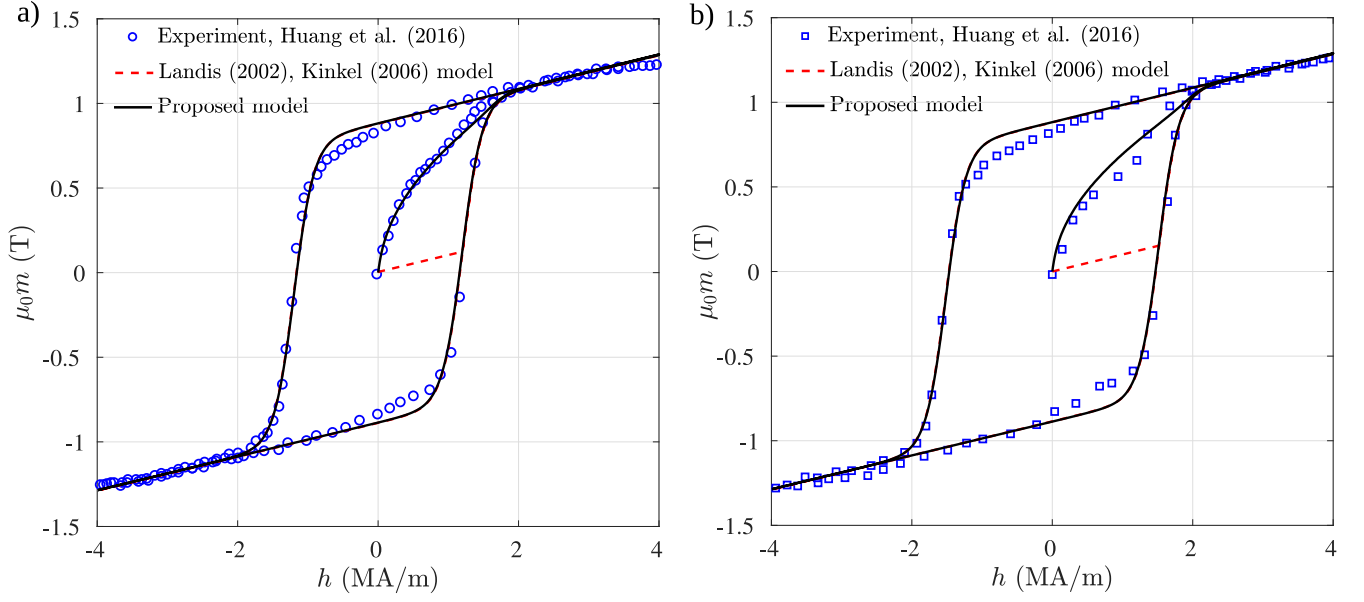 a)
1.5
1
0.5
0
-0.5
-1
-1.5
μ₀m (T)
Experiment, Huang et al. (2016)
Landis (2002), Kinkel (2006) model
Proposed model
-4
-2
0
2
4
h (MA/m)
b)
1.5
1
0.5
0
-0.5
-1
-1.5
μ₀m (T)
Experiment, Huang et al. (2016)
Landis (2002), Kinkel (2006) model
Proposed model
-4
-2
0
2
4
h (MA/m)